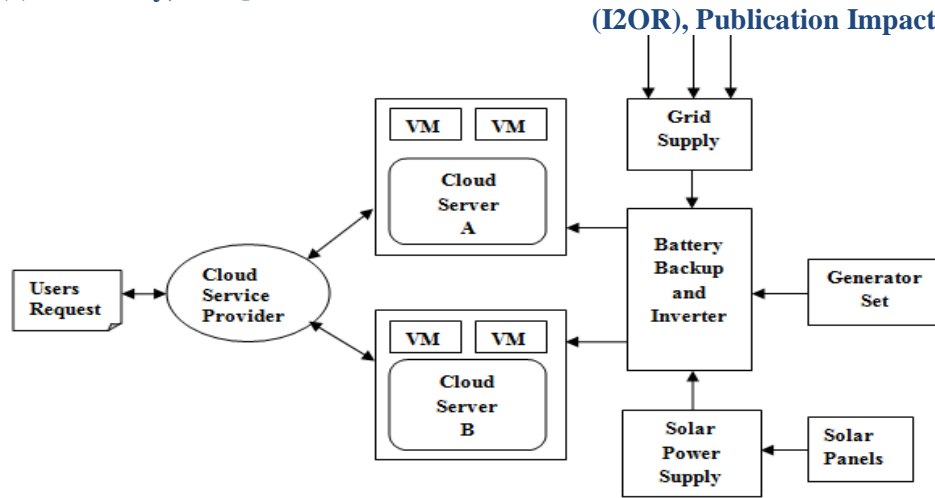 (I2OR), Publication Impact
VM VM
Cloud
Server
A
Grid
Supply
Battery
Backup
and
Inverter
Generator
Set
Users
Request
Cloud
Service
Provider
VM VM
Cloud
Server
B
Solar
Power
Supply
Solar
Panels